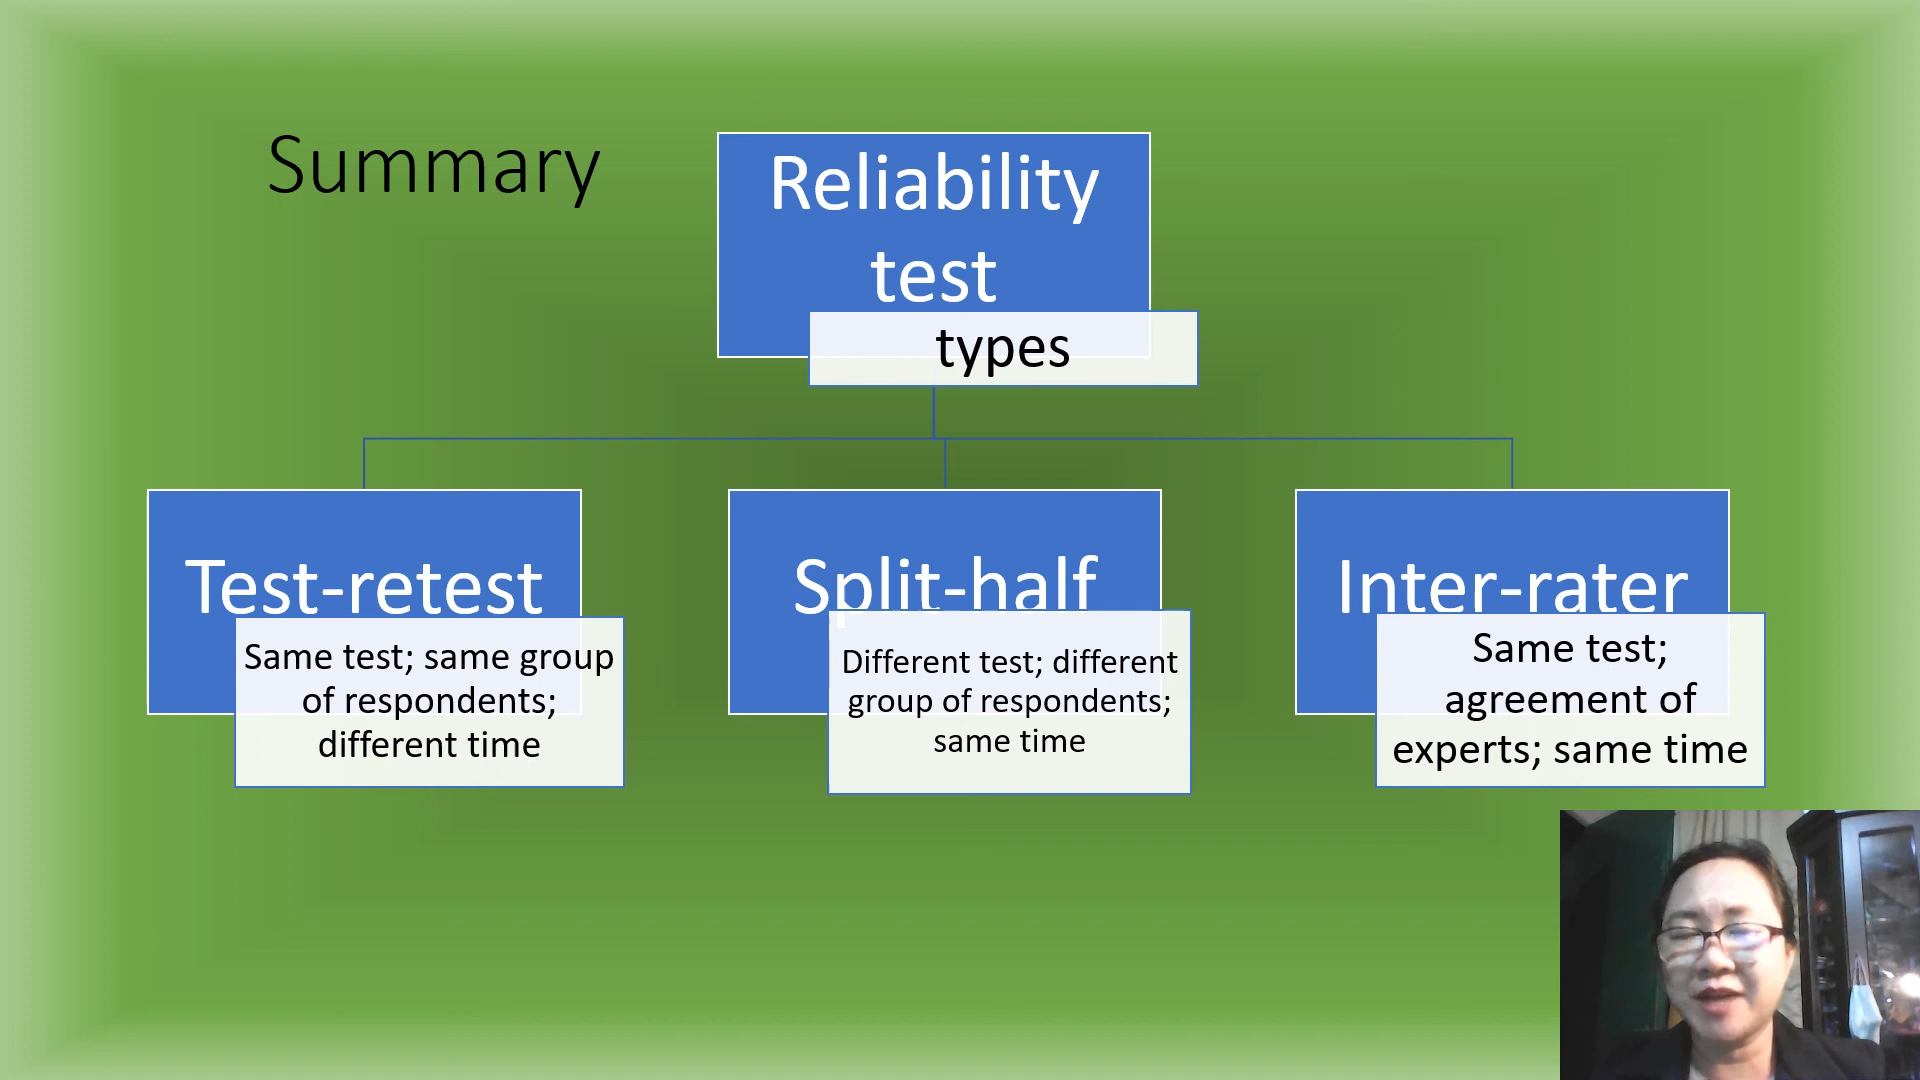 Summary
Reliability
test
types
Test-retest
Same test; same group
of respondents;
different time
Split-half
Different test; different
group of respondents;
same time
Inter-rater
Same test;
agreement of
experts; same time